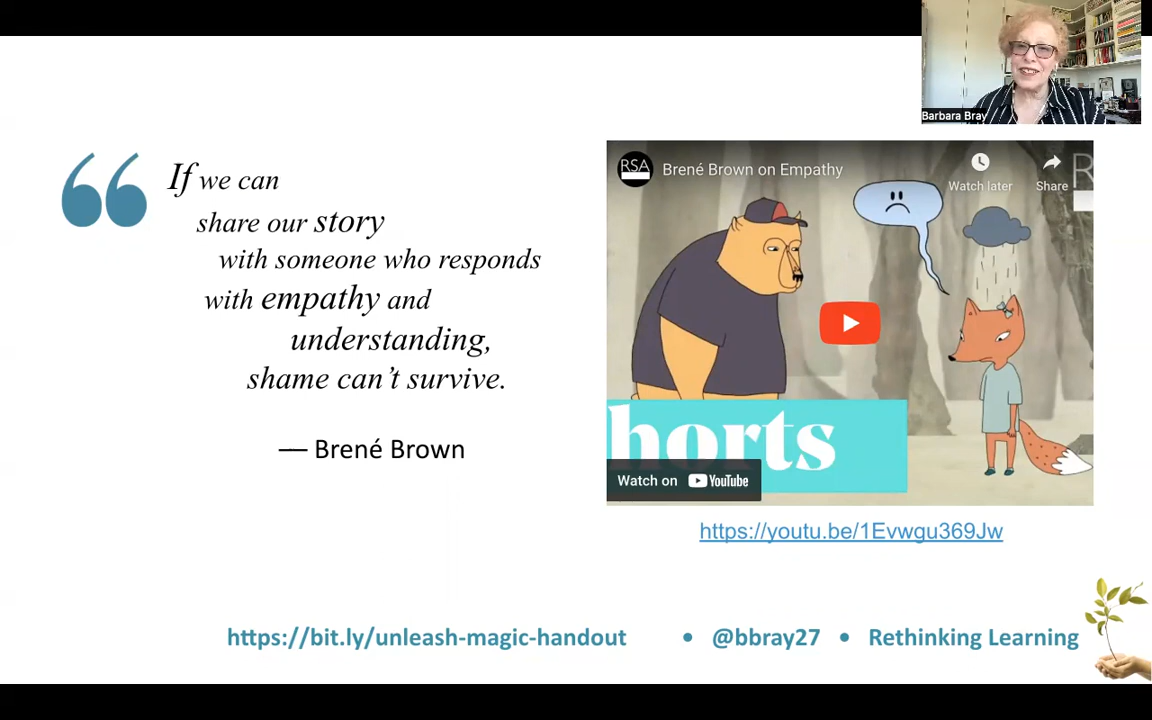 Barbara Bray
If we can
share our story
with someone who responds
with empathy and
understanding,
shame can’t survive.
— Brené Brown
RSA
Brené Brown on Empathy
Watch later
Share
R
horts
Watch on YouTube
https://youtu.be/1Evwgu369Jw
https://bit.ly/unleash-magic-handout • @bbray27 • Rethinking Learning